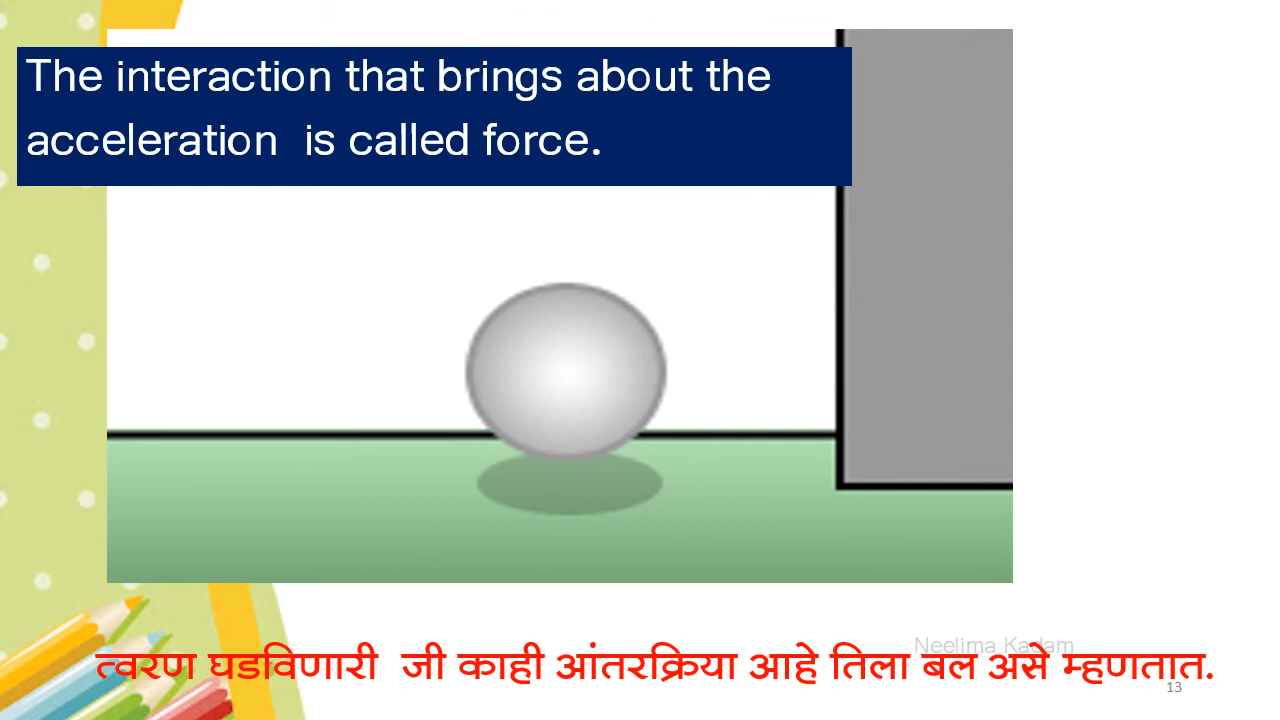 The interaction that brings about the
acceleration is called force.
Neelima Kadam
त्वरण घडविणारी जी काही आंतरक्रिया आहे तिला बल असे म्हणतात.
13